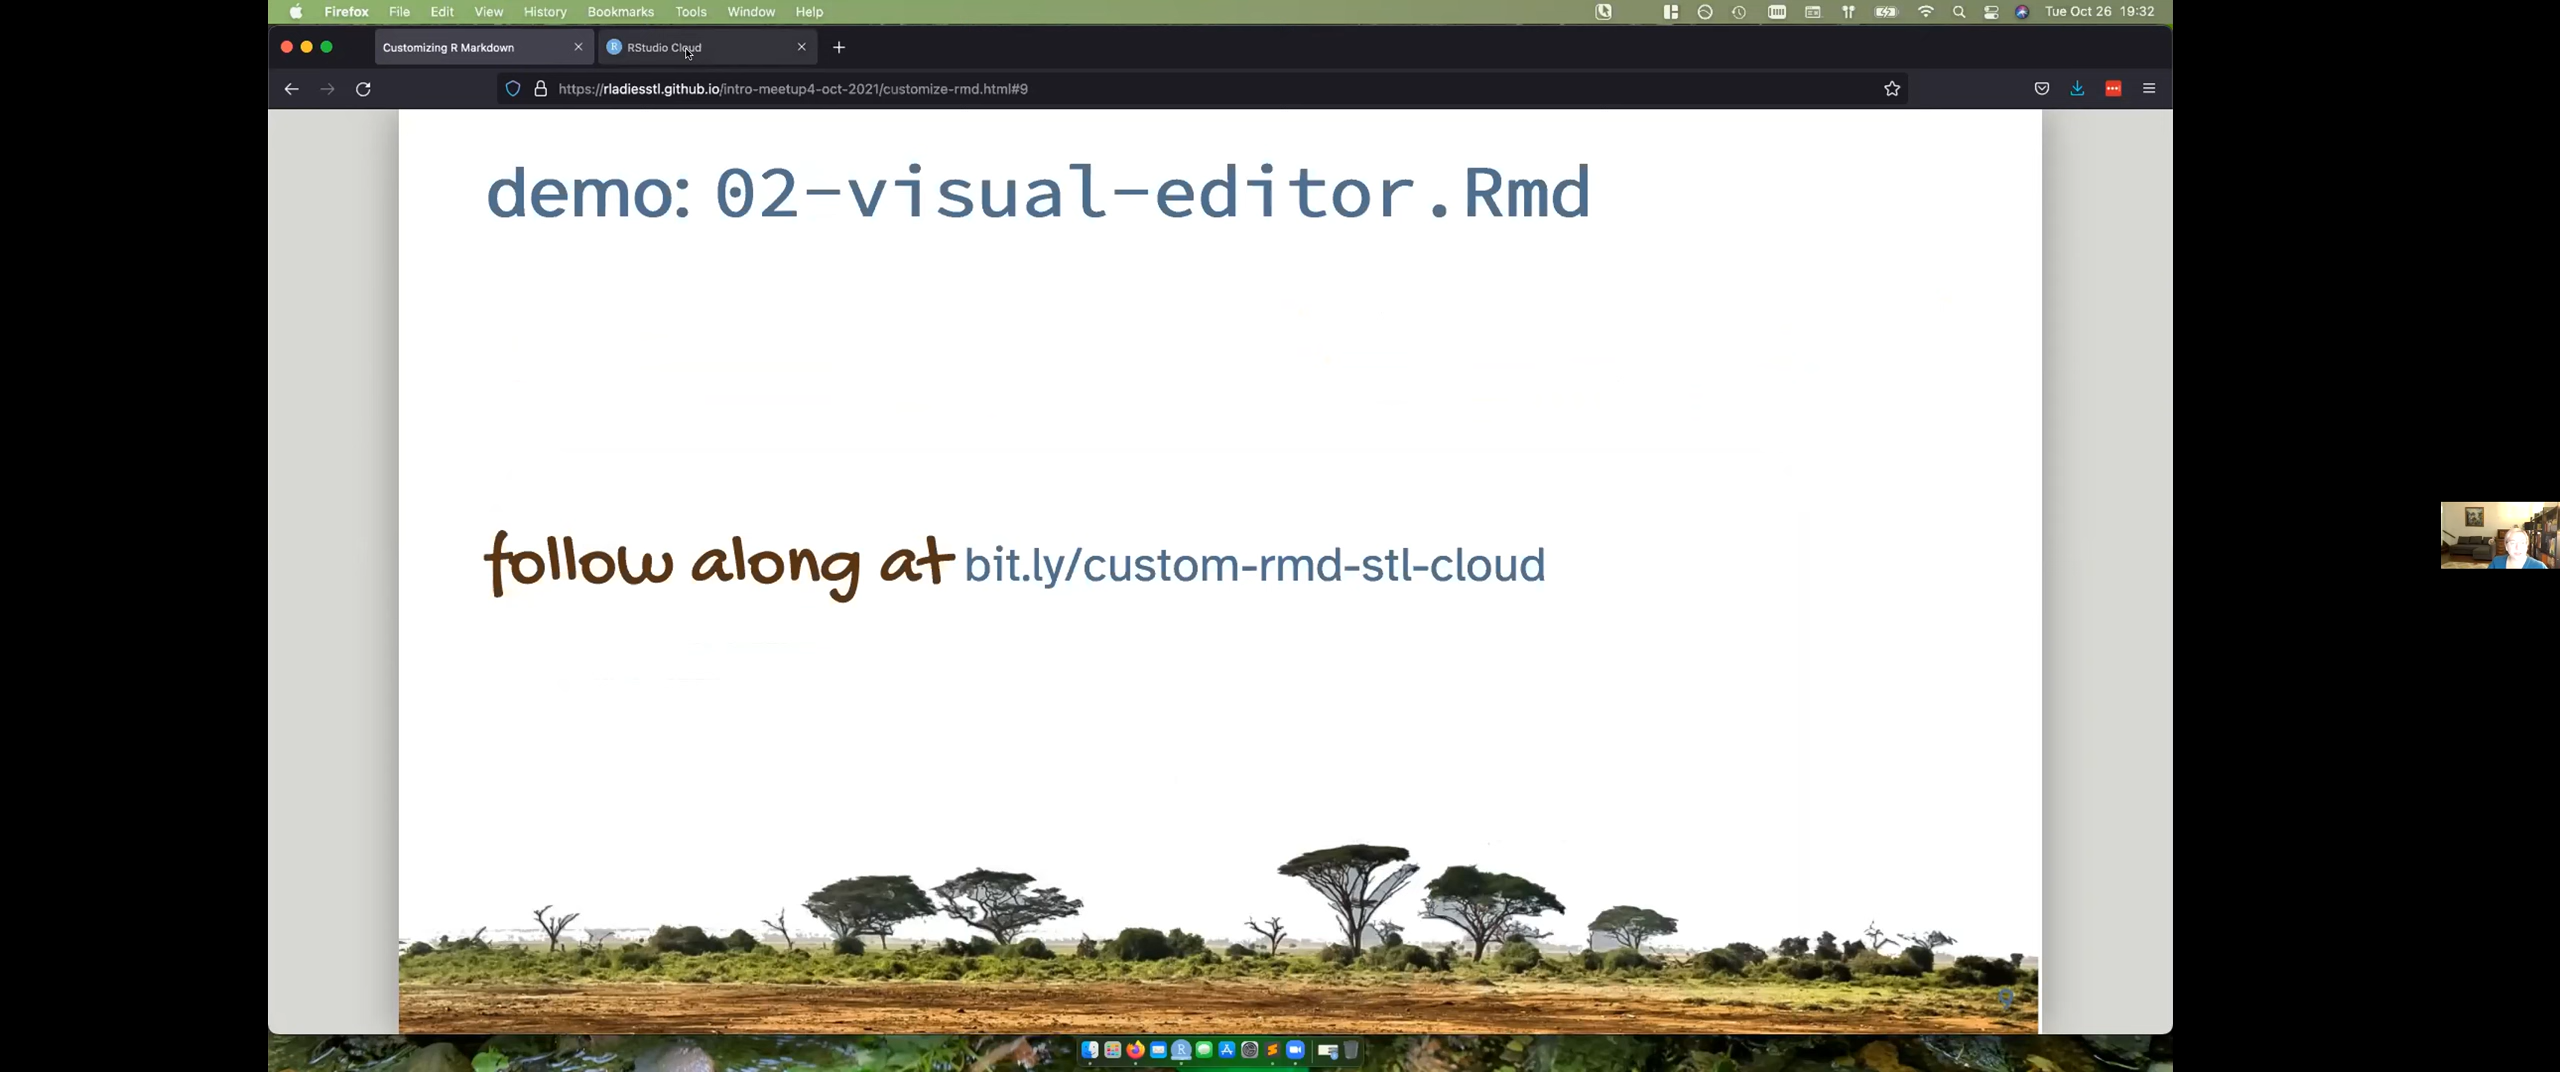 Firefox File Edit View History Bookmarks Tools Window Help Tue Oct 26 19:32
Customizing R Markdown R RStudio Cloud
https://rladiesstl.github.io/intro-meetup4-oct-2021/customize-rmd.html#9
demo: 02-visual-editor.Rmd
follow along at bit.ly/custom-rmd-stl-cloud
9